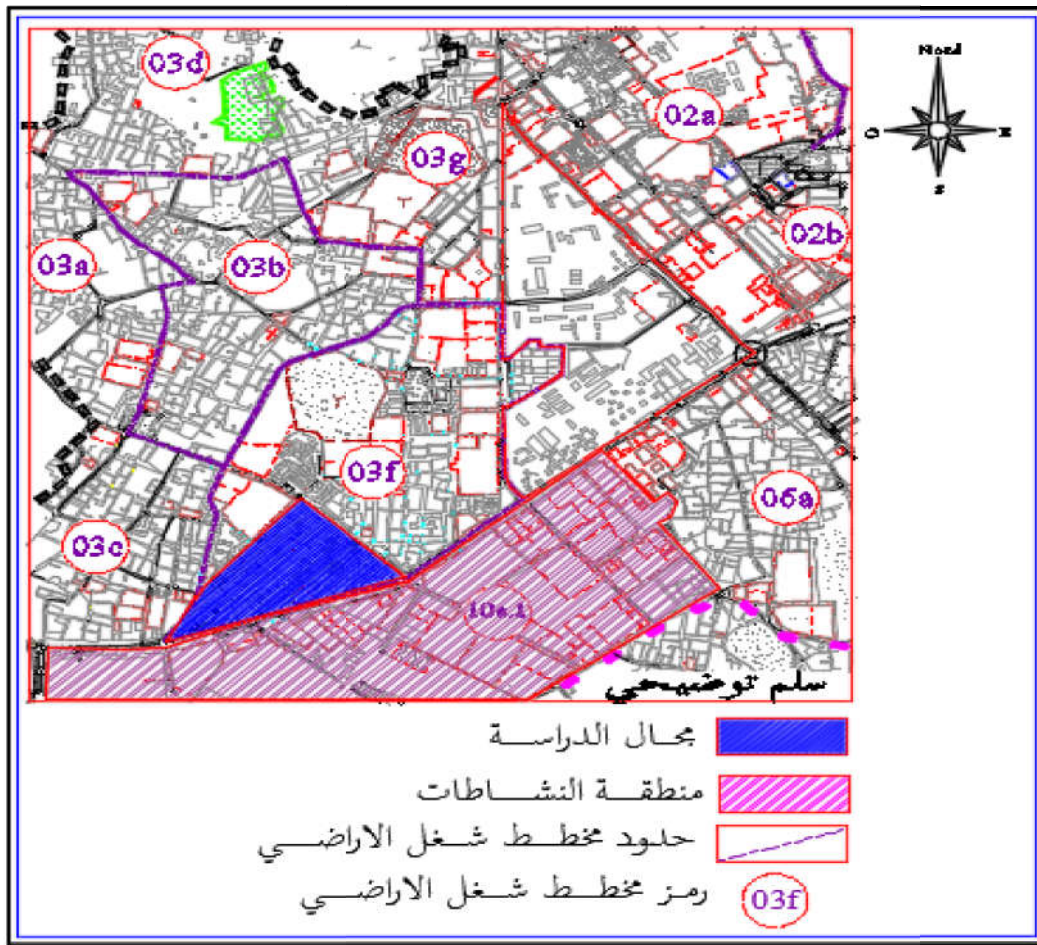 03d
Nord
02a
03g
O
E
S
02b
03a
03b
03f
06a
03c
10a.1
سلم توضيحي
مجال الدراسة
منطقة النشاطات
حدود مخطط شغل الاراضي
رمز مخطط شغل الاراضي
03f